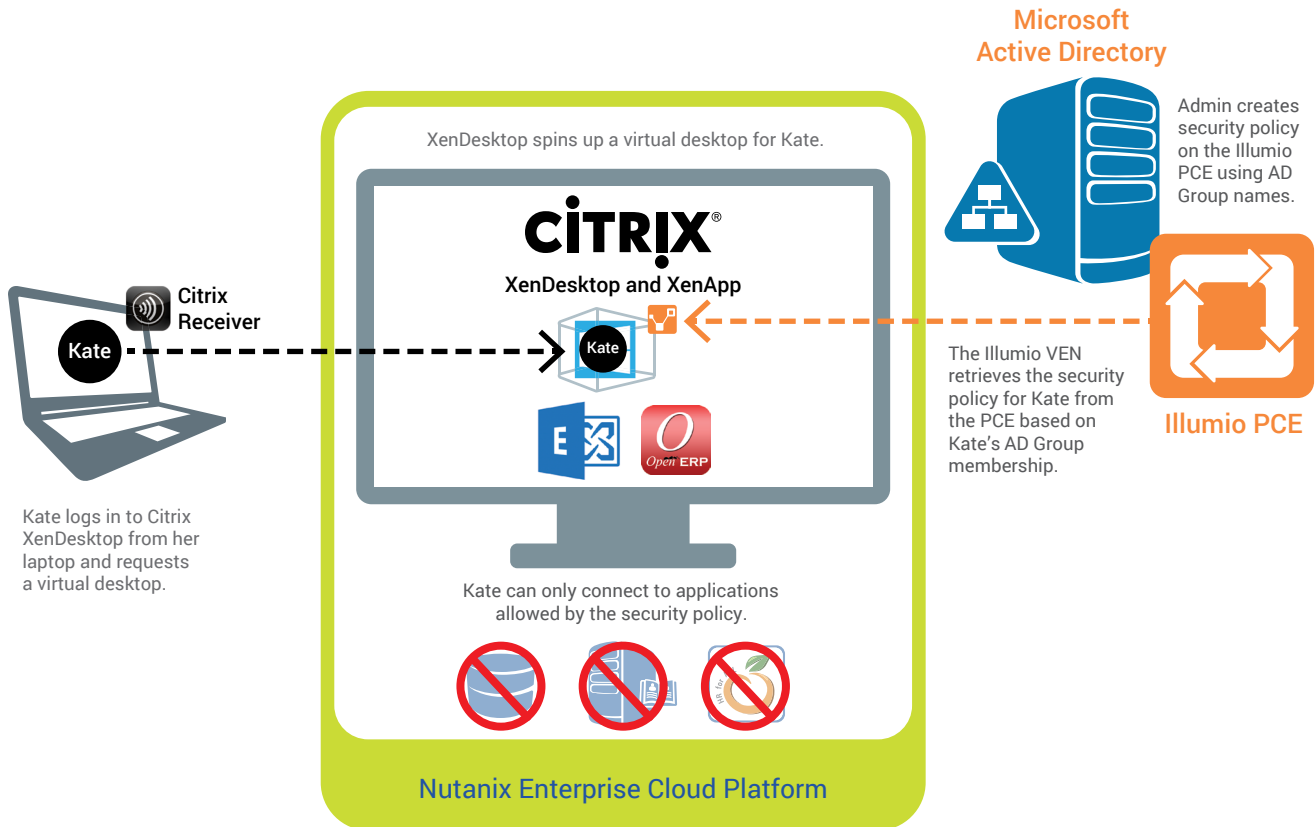 Microsoft
Active Directory
Admin creates
security policy
on the Illumio
PCE using AD
Group names.
XenDesktop spins up a virtual desktop for Kate.
CİTRIX®
XenDesktop and XenApp
Citrix
Receiver
Kate
Kate
E
O
Open ERP
The Illumio VEN
retrieves the security
policy for Kate from
the PCE based on
Kate's AD Group
membership.
Illumio PCE
Kate logs in to Citrix
XenDesktop from her
laptop and requests
a virtual desktop.
Kate can only connect to applications
allowed by the security policy.
HR for
Nutanix Enterprise Cloud Platform